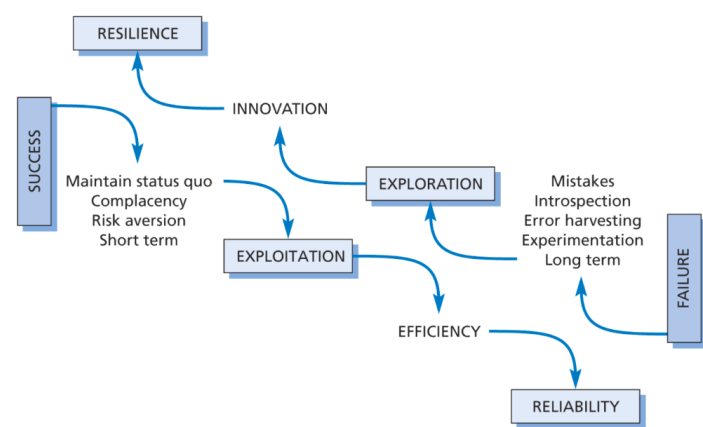 RESILIENCE
INNOVATION
SUCCESS
Maintain status quo
Complacency
Risk aversion
Short term
EXPLORATION
Mistakes
Introspection
Error harvesting
Experimentation
Long term
EXPLOITATION
FAILURE
EFFICIENCY
RELIABILITY